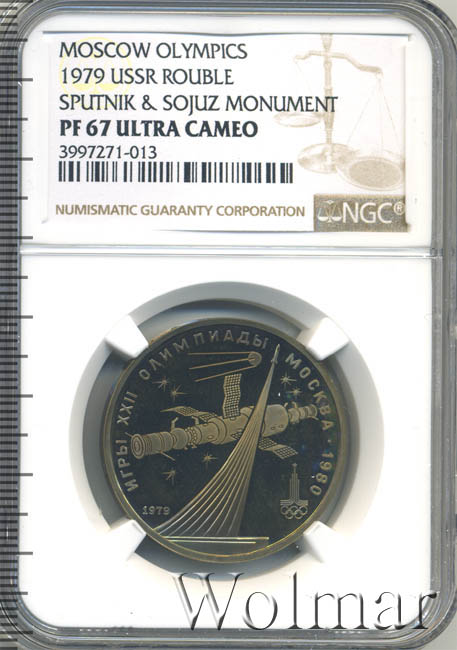 MOSCOW OLYMPICS
1979 USSR ROUBLE
SPUTNIK & SOJUZ MONUMENT
PF 67 ULTRA CAMEO
3997271-013
NUMISMATIC GUARANTY CORPORATION
NGC®
ИГРЫ XXII ОЛИМПИАДЫ МОСКВА · 1980
1979
Wolmar